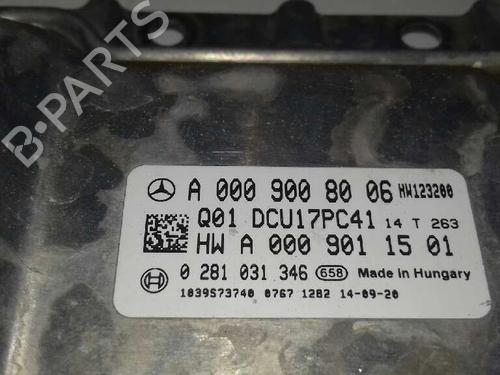 B-PARTS
A 000 900 80 06 HW123200
Q01 DCU17PC41 14 T 263
HW A 000 901 15 01
0 281 031 346 658 Made in Hungary
1039S73740 0767 1282 14-09-20